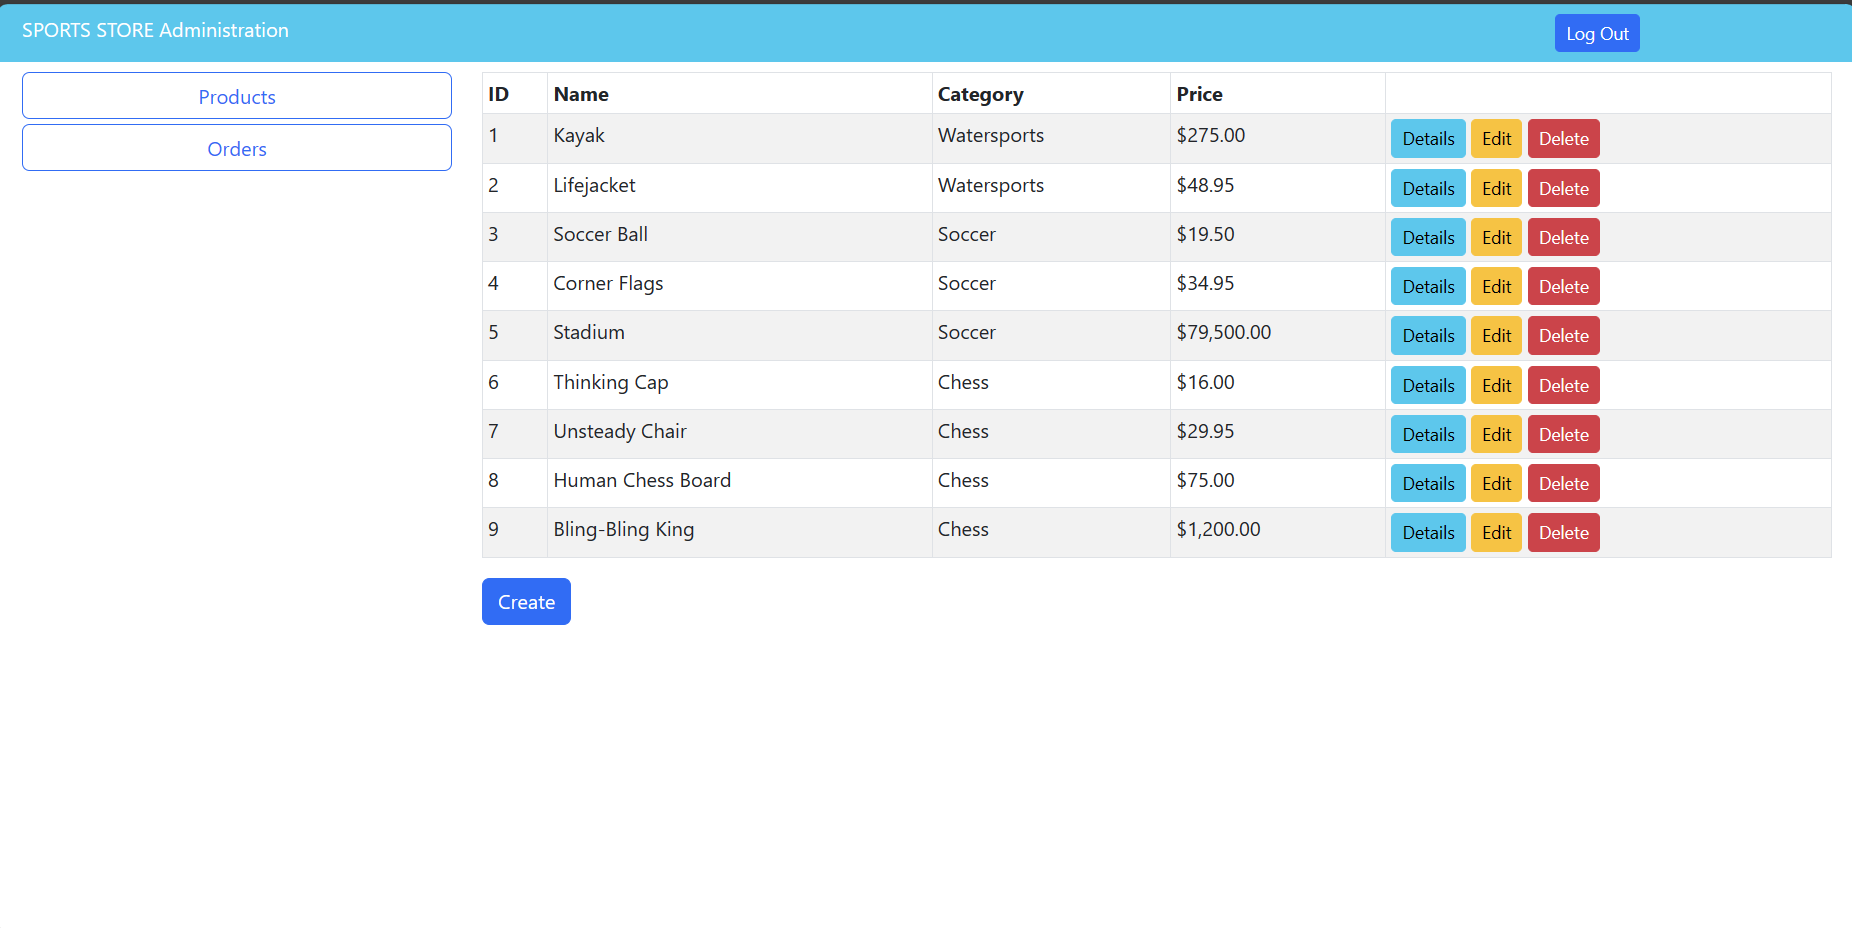 SPORTS STORE Administration Log Out
Products
Orders
ID Name Category Price
1 Kayak Watersports $275.00 Details Edit Delete
2 Lifejacket Watersports $48.95 Details Edit Delete
3 Soccer Ball Soccer $19.50 Details Edit Delete
4 Corner Flags Soccer $34.95 Details Edit Delete
5 Stadium Soccer $79,500.00 Details Edit Delete
6 Thinking Cap Chess $16.00 Details Edit Delete
7 Unsteady Chair Chess $29.95 Details Edit Delete
8 Human Chess Board Chess $75.00 Details Edit Delete
9 Bling-Bling King Chess $1,200.00 Details Edit Delete
Create